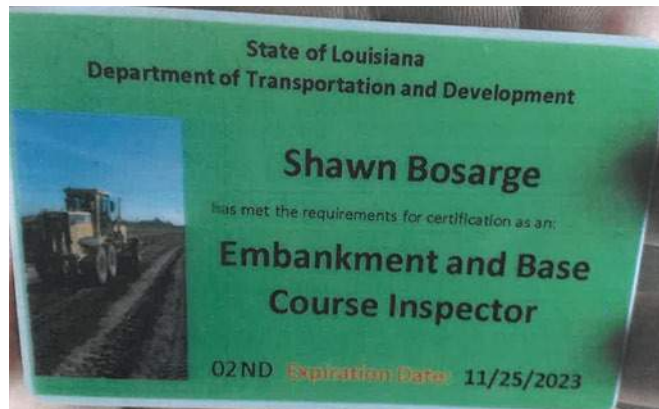 State of Louisiana
Department of Transportation and Development
Shawn Bosarge
has met the requirements for certification as an:
Embankment and Base
Course Inspector
02ND Expiration Date: 11/25/2023